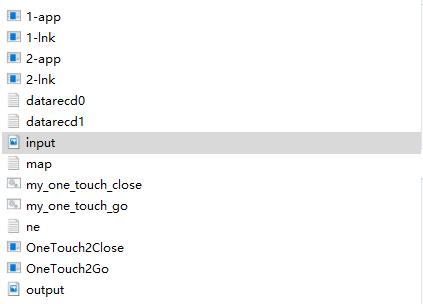 1-app
1-lnk
2-app
2-lnk
datarecd0
datarecd1
input
map
my_one_touch_close
my_one_touch_go
ne
OneTouch2Close
OneTouch2Go
output